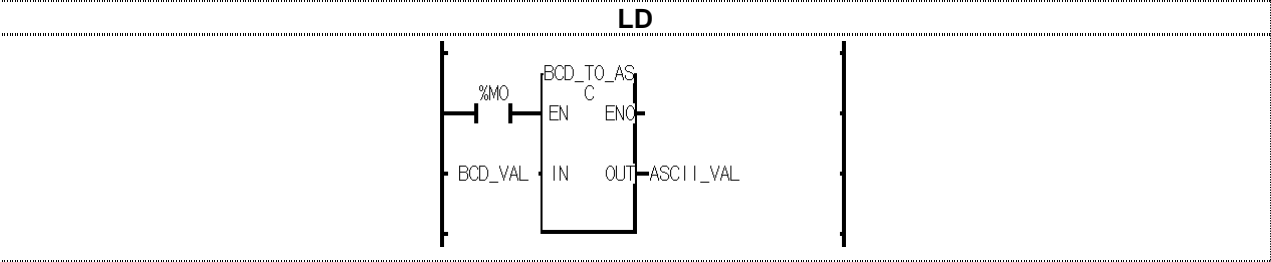 LD
BCD_TO_AS
C
%M0
EN ENO
BCD_VAL IN OUT ASCII_VAL